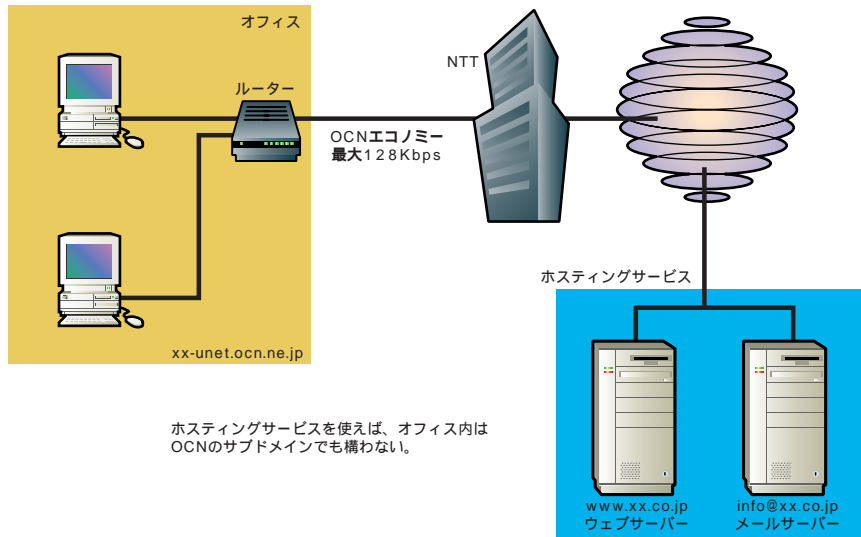 オフィス
NTT
ルーター
OCNエコノミー
最大128Kbps
ホスティングサービス
xx-unet.ocn.ne.jp
ホスティングサービスを使えば、オフィス内は
OCNのサブドメインでも構わない。
www.xx.co.jp
ウェブサーバー
info@xx.co.jp
メールサーバー